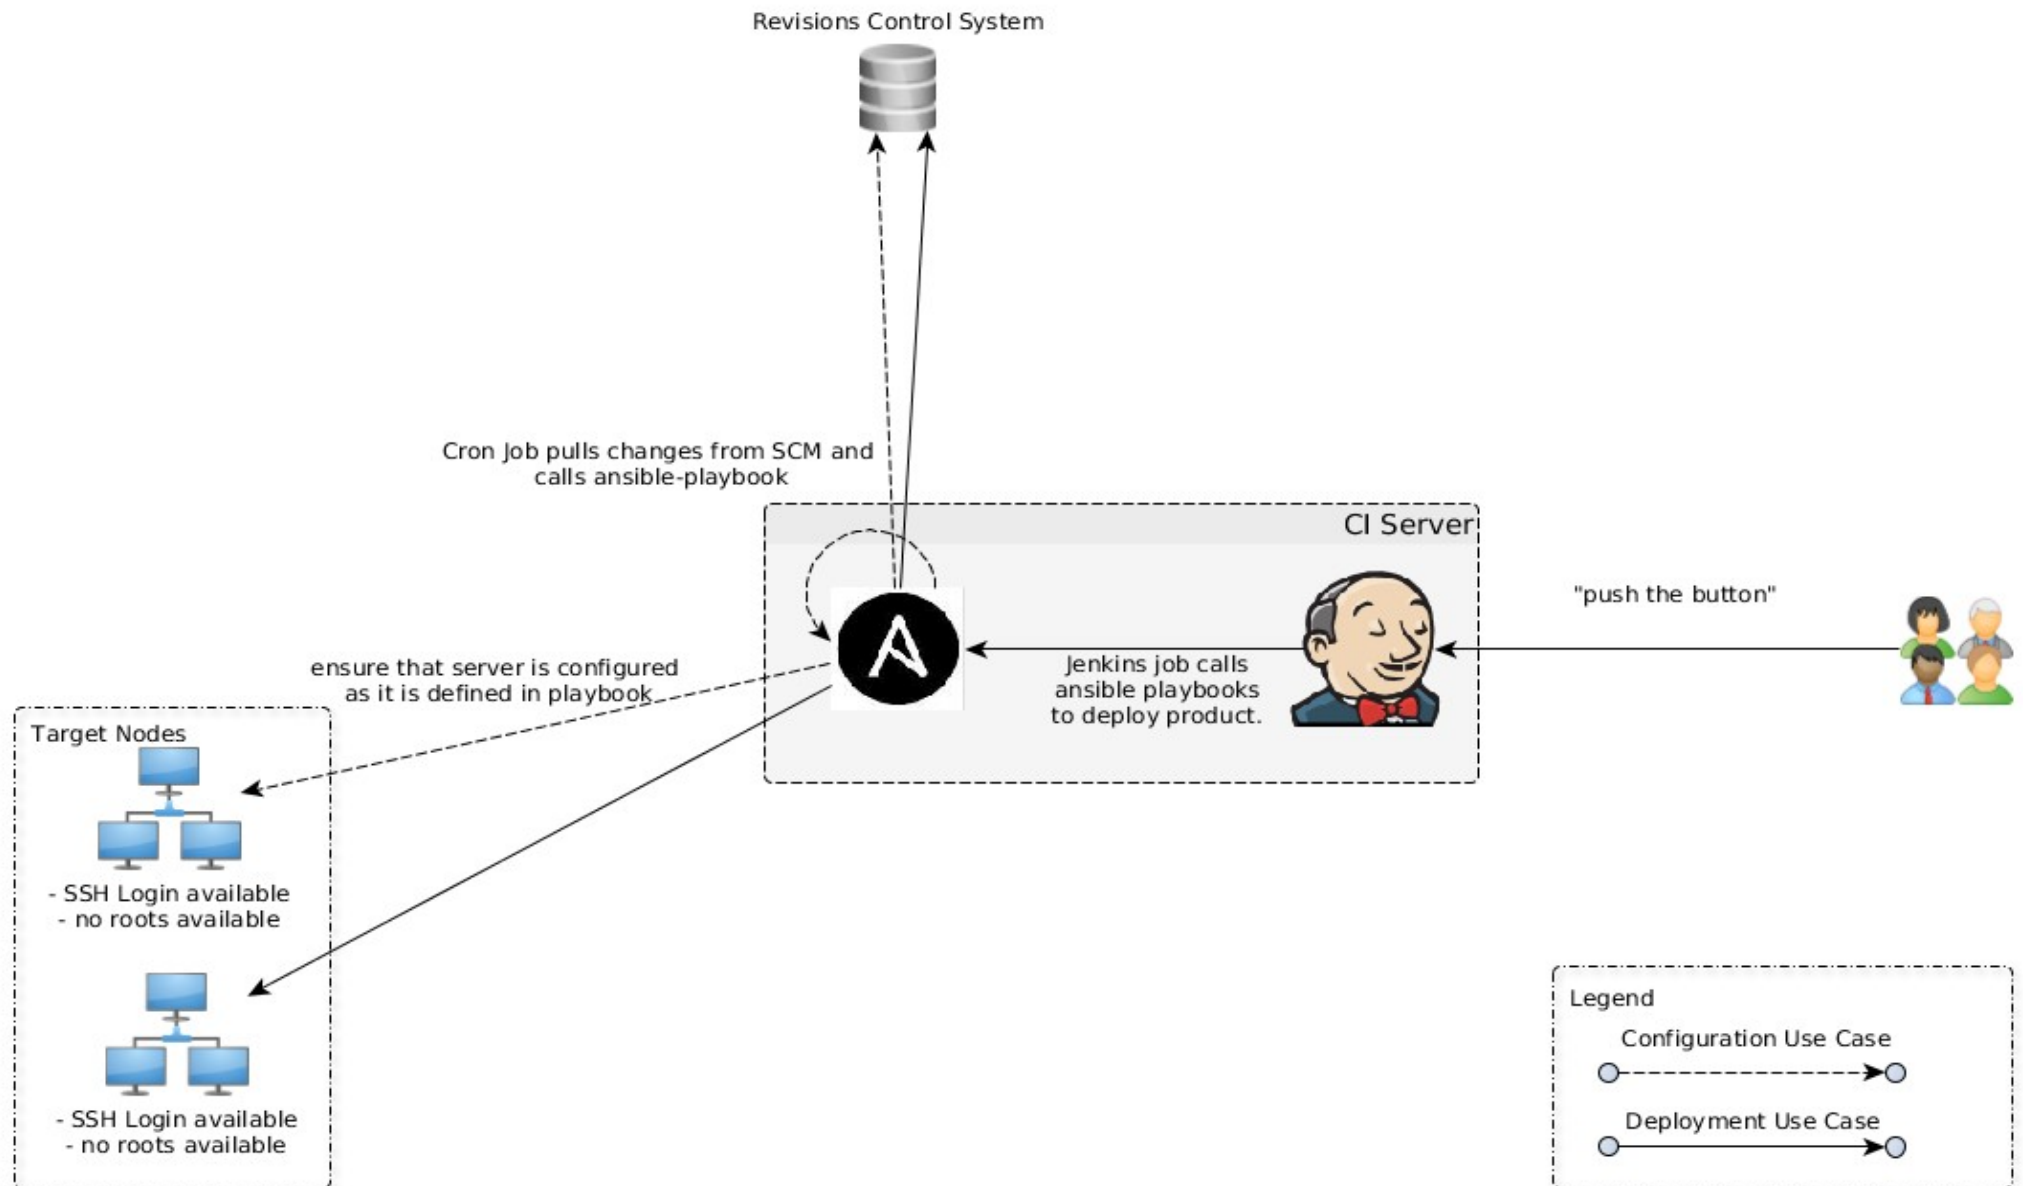 Revisions Control System
Cron Job pulls changes from SCM and
calls ansible-playbook
CI Server
"push the button"
Jenkins job calls
ansible playbooks
to deploy product.
ensure that server is configured
as it is defined in playbook
Target Nodes
- SSH Login available
- no roots available
- SSH Login available
- no roots available
Legend
Configuration Use Case
Deployment Use Case